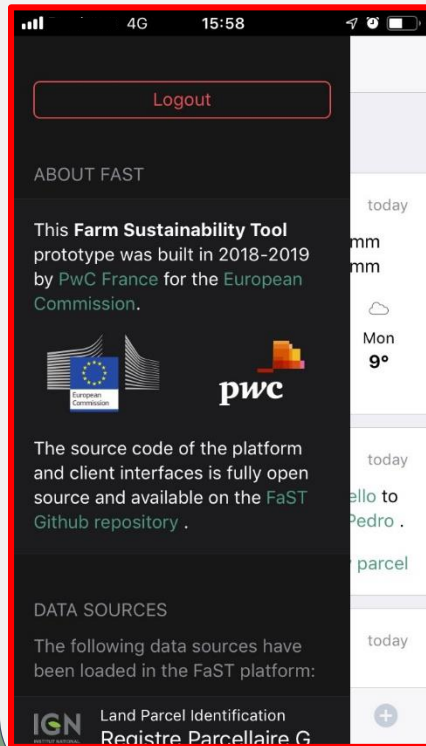 4G 15:58
Logout
ABOUT FAST
This Farm Sustainability Tool
prototype was built in 2018-2019
by PwC France for the European
Commission.
European
Commission
pwc
The source code of the platform
and client interfaces is fully open
source and available on the FaST
Github repository .
DATA SOURCES
The following data sources have
been loaded in the FaST platform:
IGN
INSTITUT NATIONAL
Land Parcel Identification
Registre Parcellaire G
today
mm
mm
Mon
9°
today
ello to
Pedro .
parcel
today